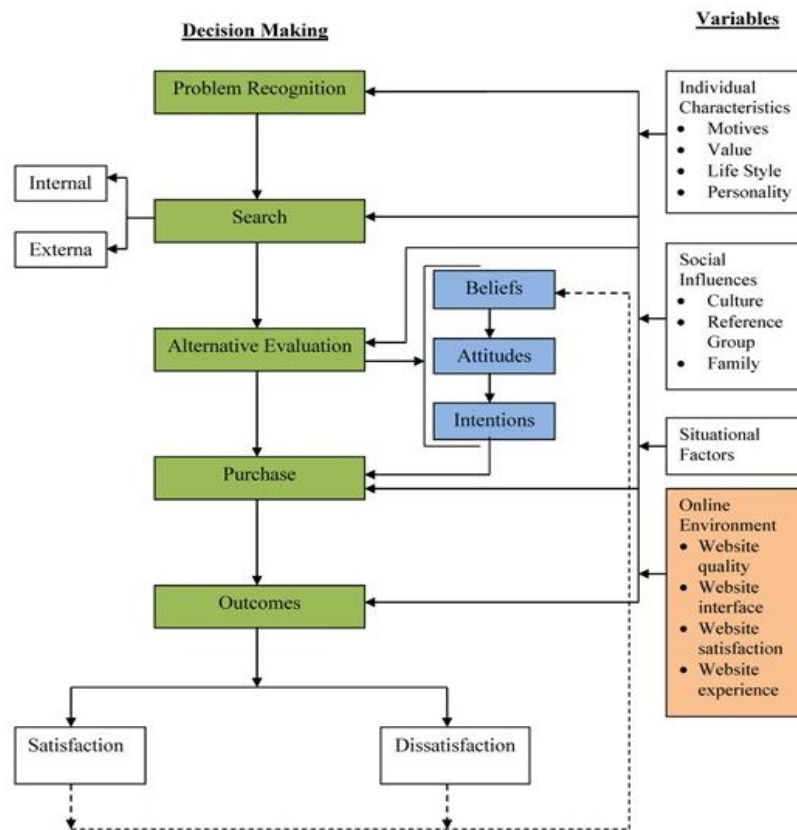 Decision Making
Problem Recognition
Internal
Search
Externa
Alternative Evaluation
Beliefs
Attitudes
Intentions
Purchase
Outcomes
Satisfaction
Dissatisfaction
Variables
Individual
Characteristics
• Motives
• Value
• Life Style
• Personality
Social
Influences
• Culture
• Reference
Group
• Family
Situational
Factors
Online
Environment
• Website
quality
• Website
interface
• Website
satisfaction
• Website
experience